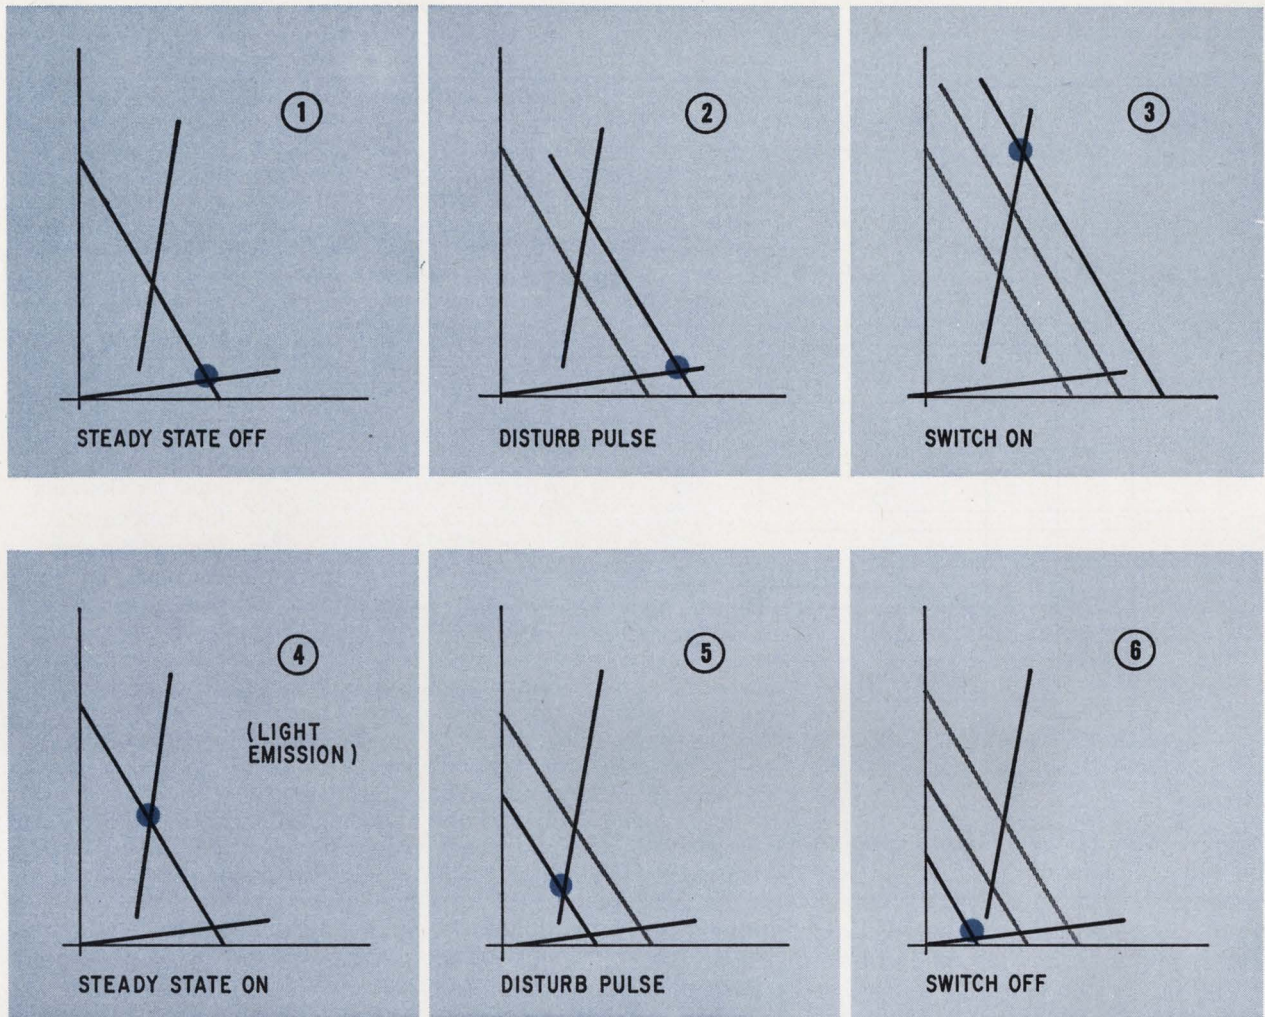 1
STEADY STATE OFF
2
DISTURB PULSE
3
SWITCH ON
4
(LIGHT
EMISSION)
STEADY STATE ON
5
DISTURB PULSE
6
SWITCH OFF